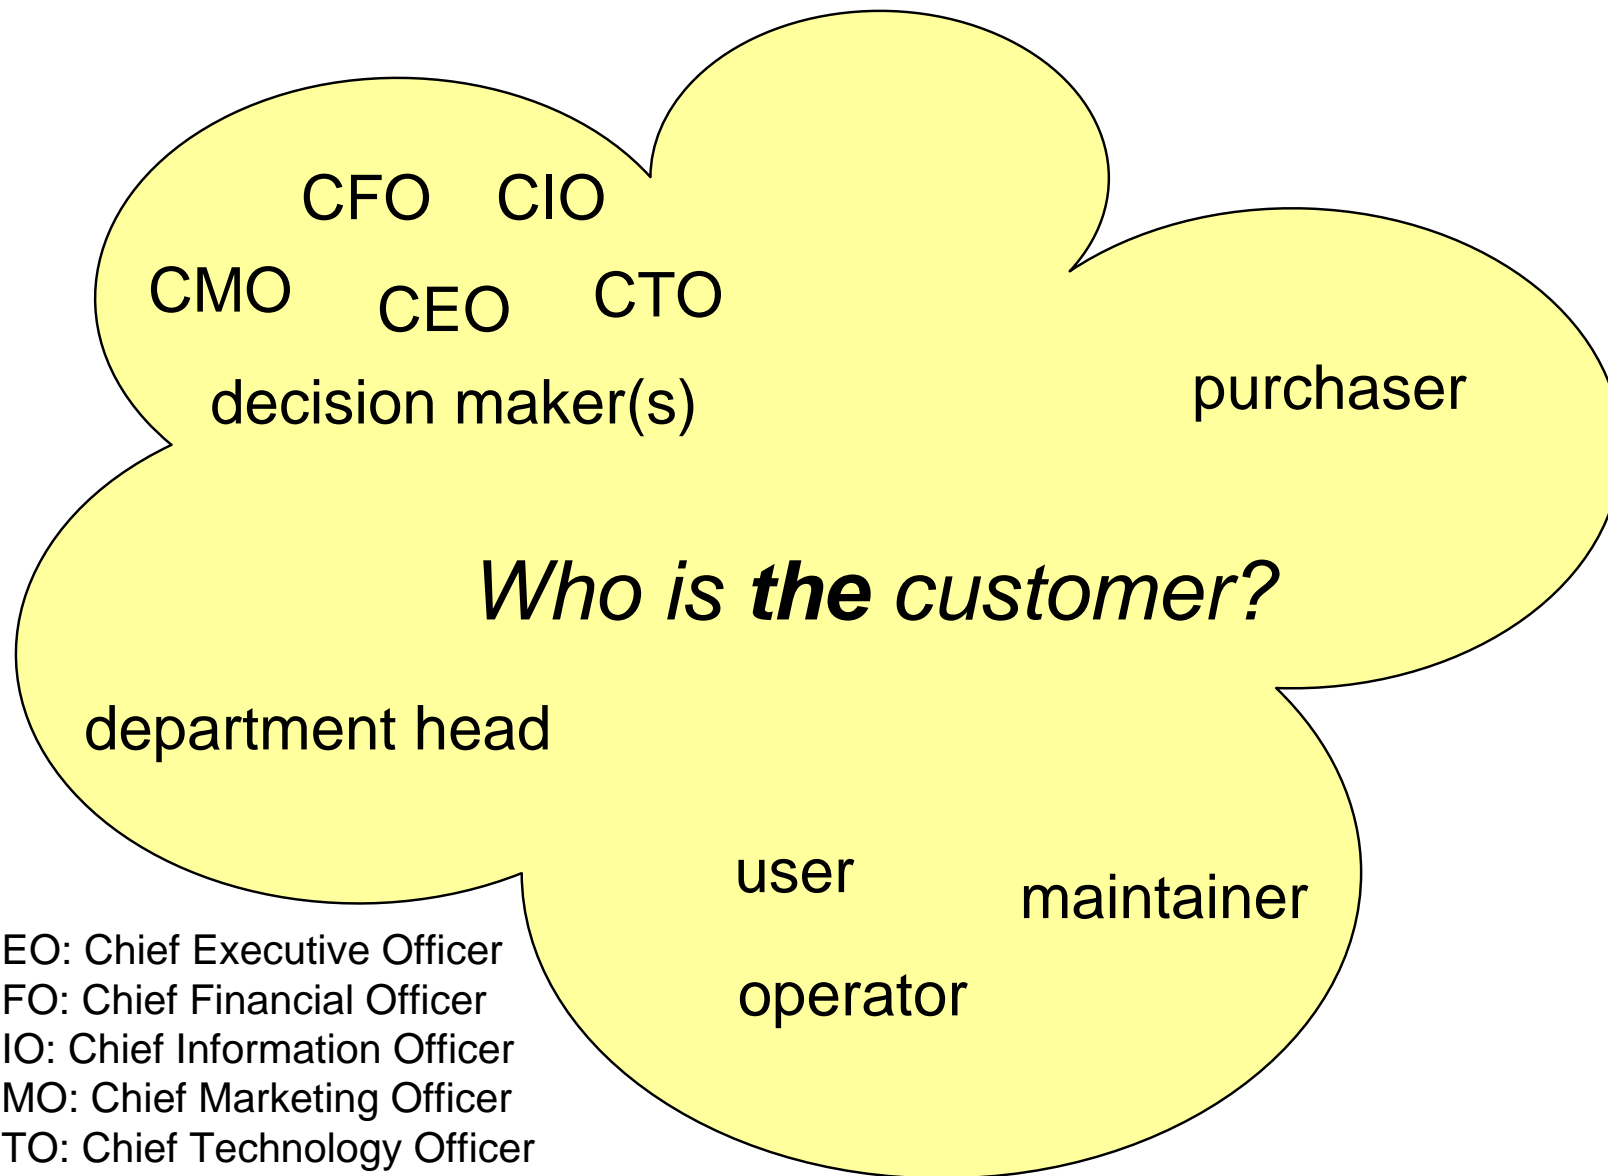 CFO CIO
CMO CEO CTO
decision maker(s)
purchaser
Who is the customer?
department head
user
maintainer
operator
EO: Chief Executive Officer
FO: Chief Financial Officer
IO: Chief Information Officer
MO: Chief Marketing Officer
TO: Chief Technology Officer